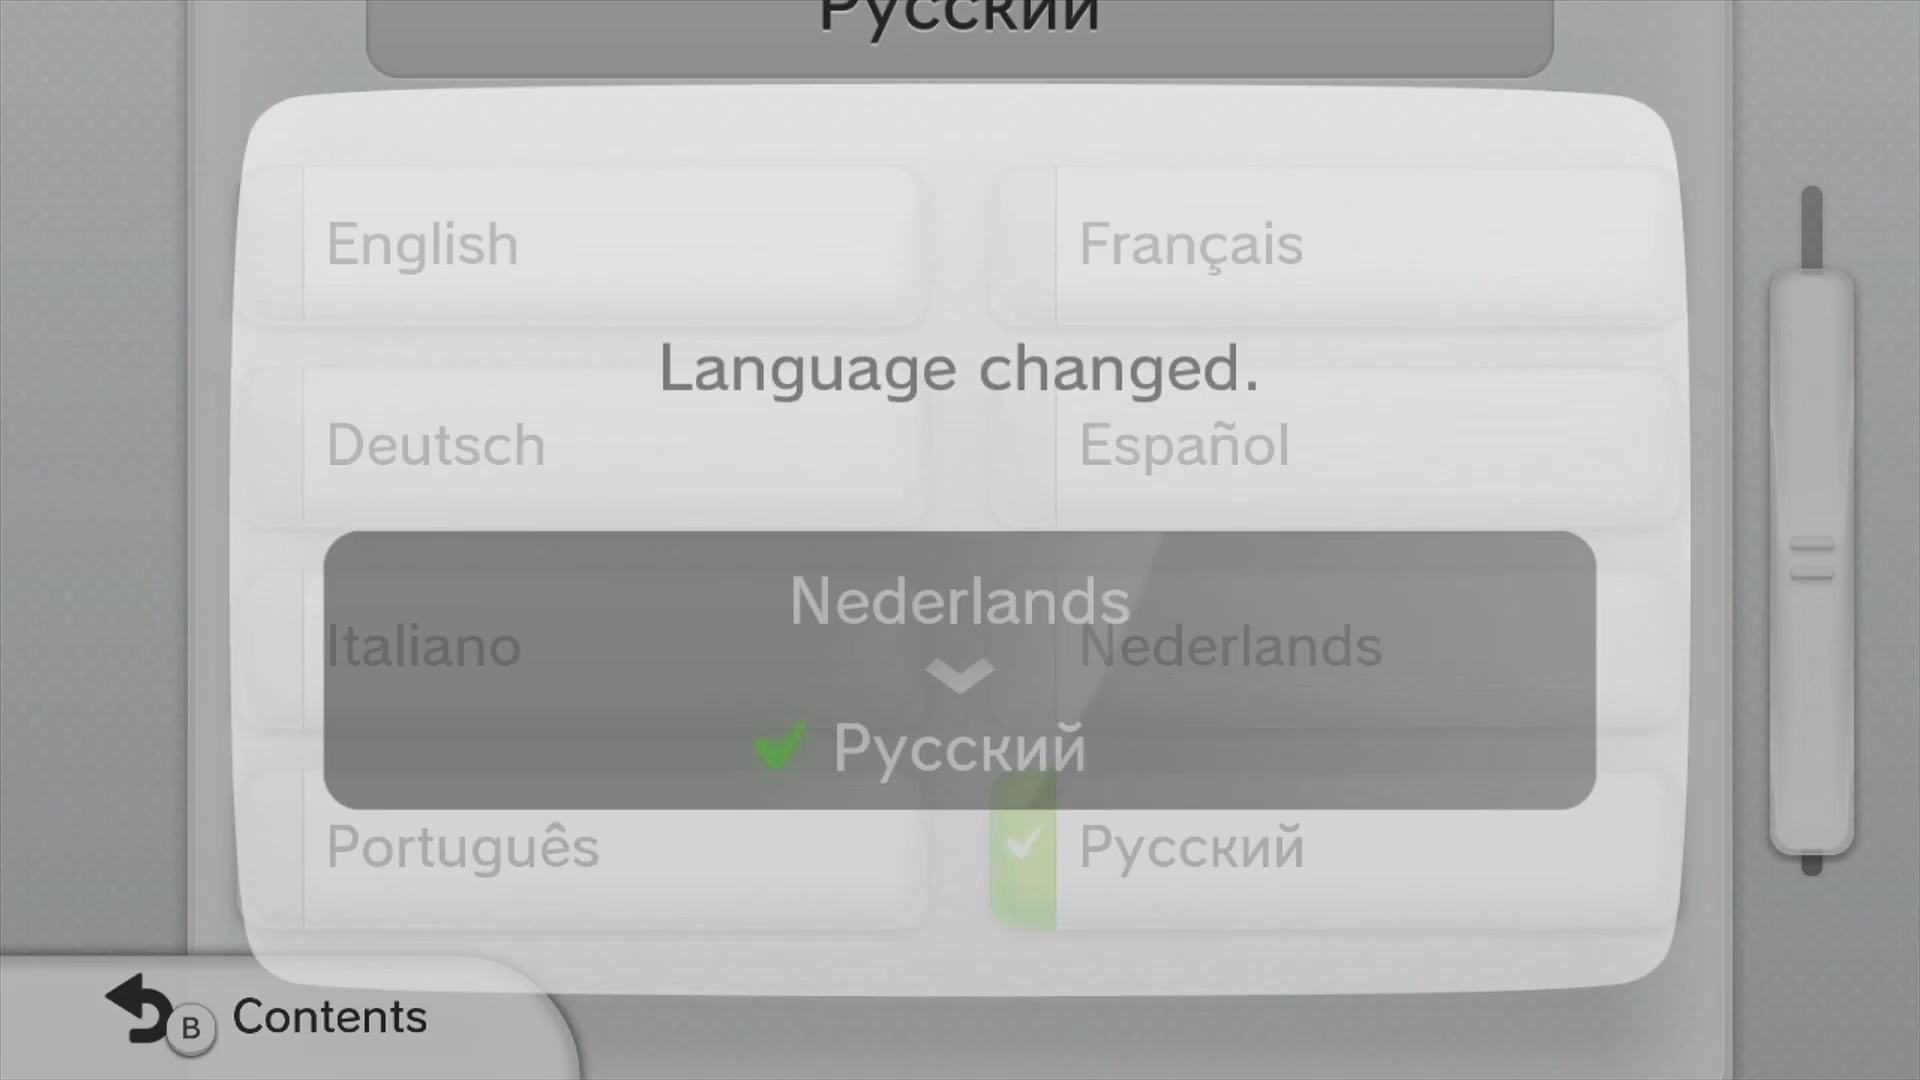 Русский
English
Français
Language changed.
Deutsch
Español
Nederlands
Italiano
Nederlands
Русский
Português
Русский
B Contents